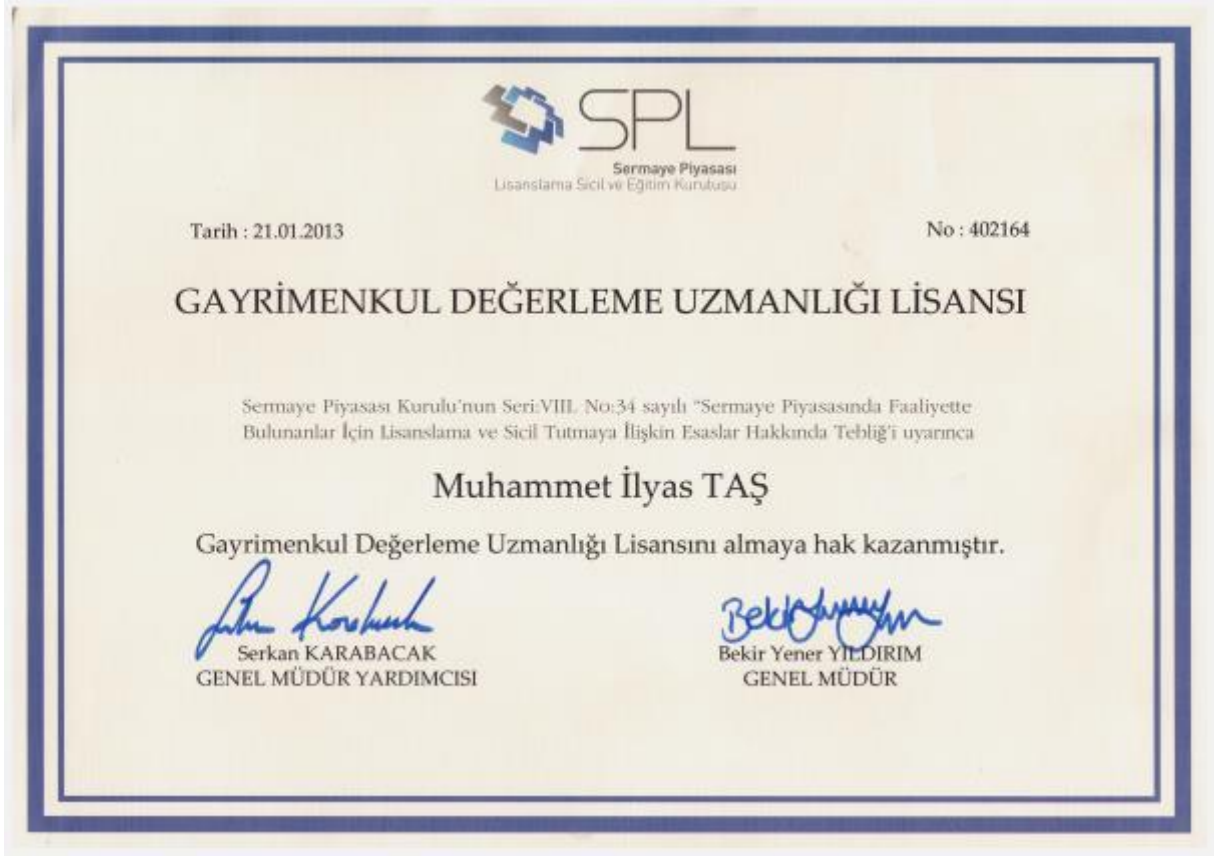 SPL
Sermaye Piyasası
Lisanslama Sicil ve Eğitim Kuruluşu
Tarih : 21.01.2013
No : 402164
GAYRİMENKUL DEĞERLEME UZMANLIĞI LİSANSI
Sermaye Piyasası Kurulu'nun Seri:VIII. No:34 sayılı "Sermaye Piyasasında Faaliyette
Bulunanlar İçin Lisanslama ve Sicil Tutmaya İlişkin Esaslar Hakkında Tebliğ'i uyarınca
Muhammet İlyas TAŞ
Gayrimenkul Değerleme Uzmanlığı Lisansını almaya hak kazanmıştır.
Serkan KARABACAK
GENEL MÜDÜR YARDIMCISI
Bekir Yener YILDIRIM
GENEL MÜDÜR